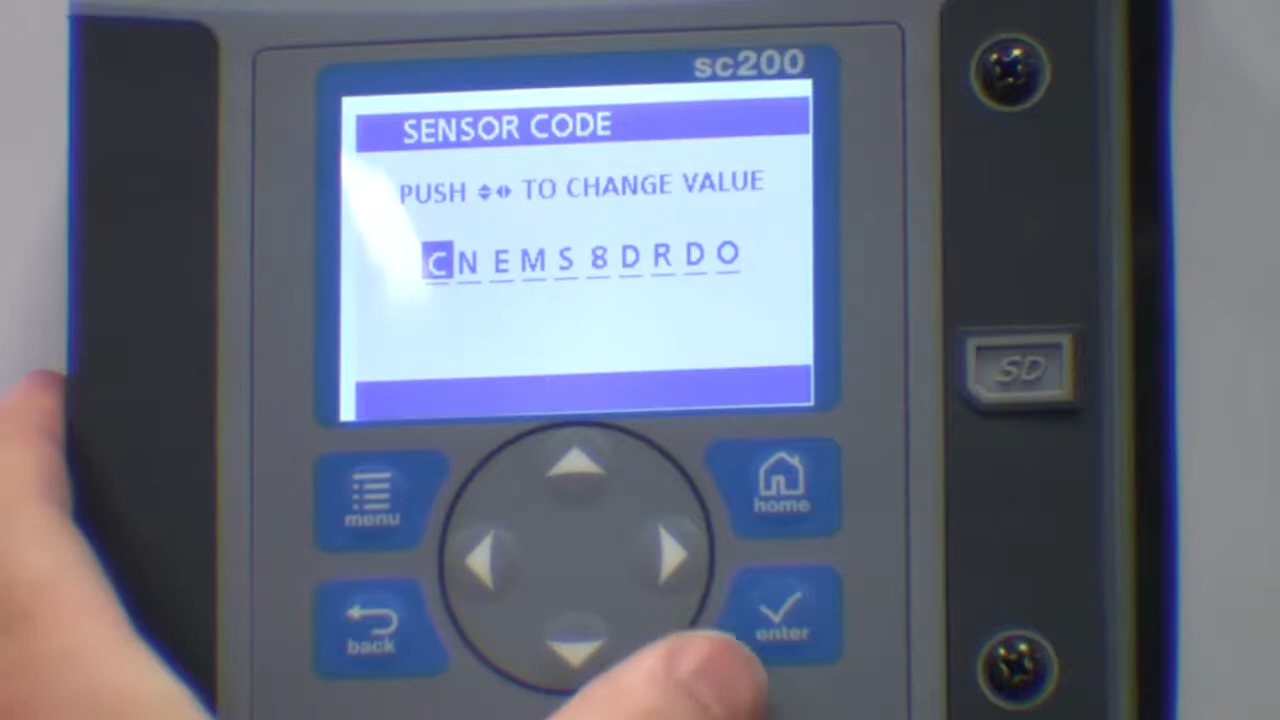 sc200
SENSOR CODE
PUSH TO CHANGE VALUE
CNEMS8DRDO
SD
menu
home
back
enter